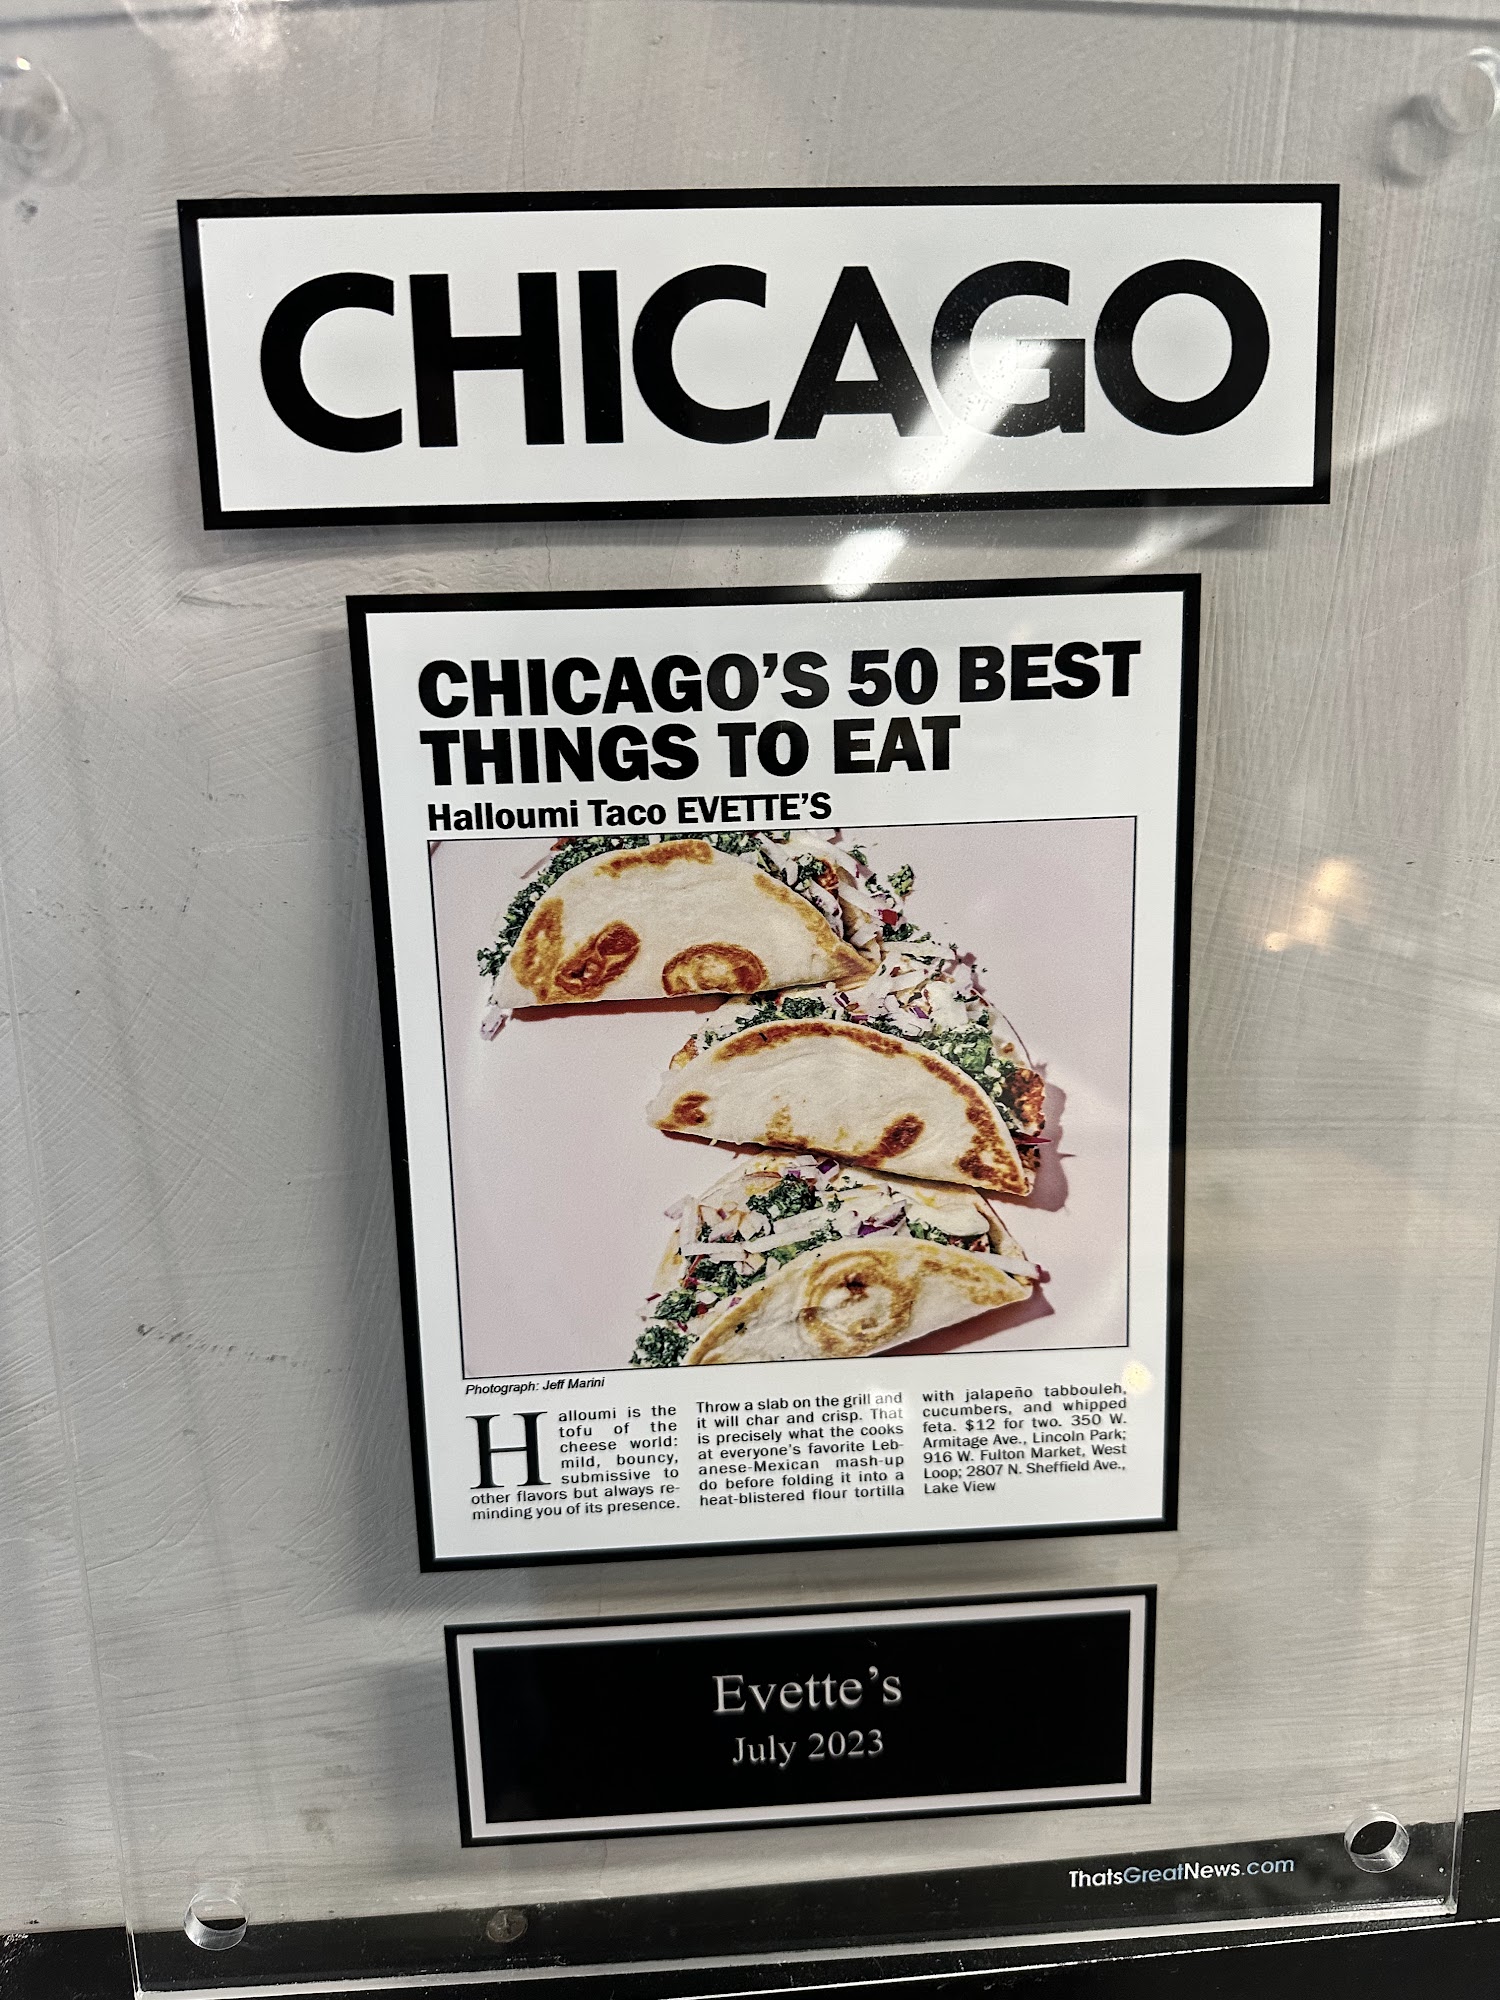 CHICAGO
CHICAGO’S 50 BEST
THINGS TO EAT
Halloumi Taco EVETTE’S
Photograph: Jeff Marini
Halloumi is the
tofu of the
cheese world:
mild, bouncy,
submissive to
other flavors but always re-
minding you of its presence.
Throw a slab on the grill and
it will char and crisp. That
is precisely what the cooks
at everyone’s favorite Leb-
anese-Mexican mash-up
do before folding it into a
heat-blistered flour tortilla
with jalapeño tabbouleh,
cucumbers, and whipped
feta. $12 for two. 350 W.
Armitage Ave., Lincoln Park;
916 W. Fulton Market, West
Loop; 2807 N. Sheffield Ave.,
Lake View
Evette’s
July 2023
ThatsGreatNews.com